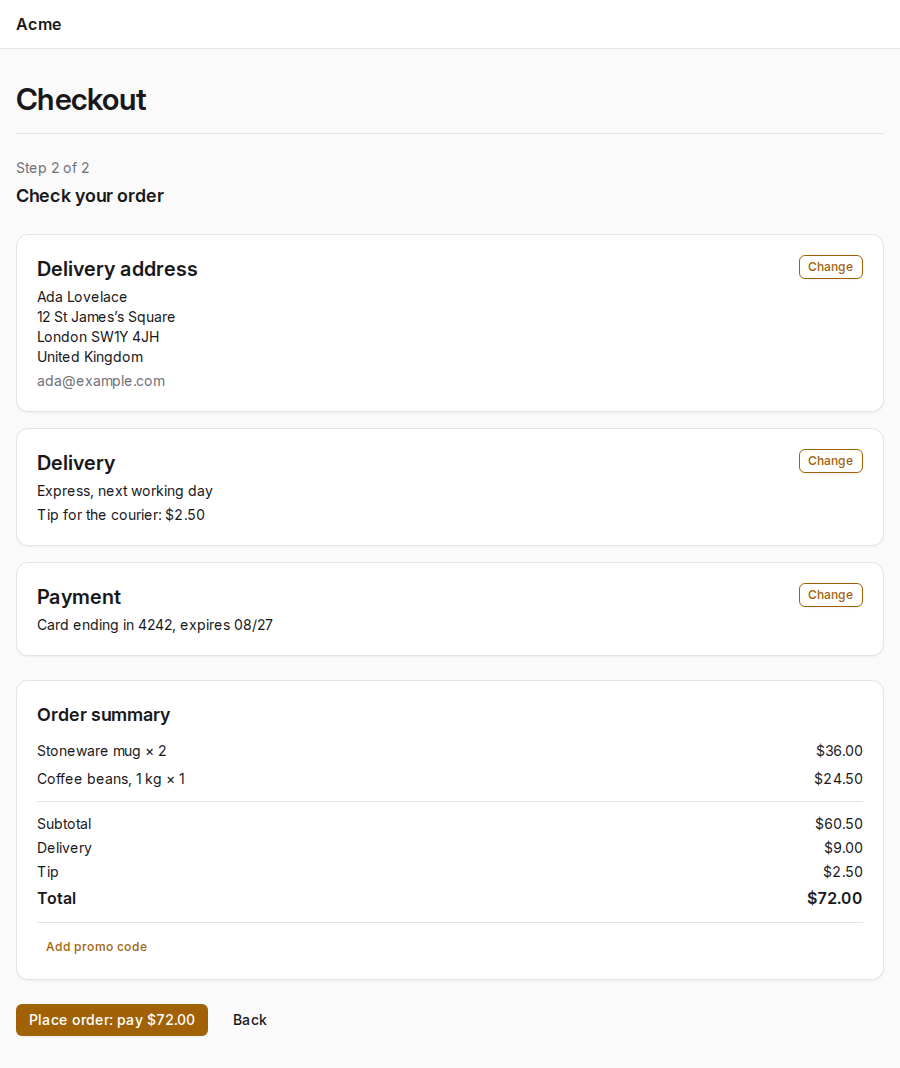 Acme
Checkout
Step 2 of 2
Check your order
Delivery address
Change
Ada Lovelace
12 St James’s Square
London SW1Y 4JH
United Kingdom
ada@example.com
Delivery
Change
Express, next working day
Tip for the courier: $2.50
Payment
Change
Card ending in 4242, expires 08/27
Order summary
Stoneware mug × 2 $36.00
Coffee beans, 1 kg × 1 $24.50
Subtotal $60.50
Delivery $9.00
Tip $2.50
Total $72.00
Add promo code
Place order: pay $72.00 Back